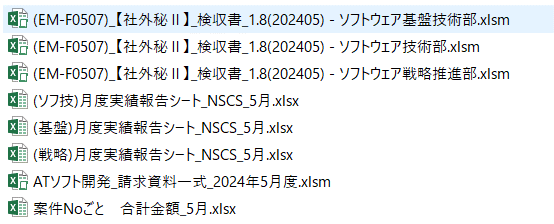 (EM-F0507)_【社外秘Ⅱ】_検収書_1.8(202405) - ソフトウェア基盤技術部.xlsm
(EM-F0507)_【社外秘Ⅱ】_検収書_1.8(202405) - ソフトウェア技術部.xlsm
(EM-F0507)_【社外秘Ⅱ】_検収書_1.8(202405) - ソフトウェア戦略推進部.xlsm
(ソフ技)月度実績報告シート_NSCS_5月.xlsx
(基盤)月度実績報告シート_NSCS_5月.xlsx
(戦略)月度実績報告シート_NSCS_5月.xlsx
ATソフト開発_請求資料一式_2024年5月度.xlsm
案件Noごと　合計金額_5月.xlsx